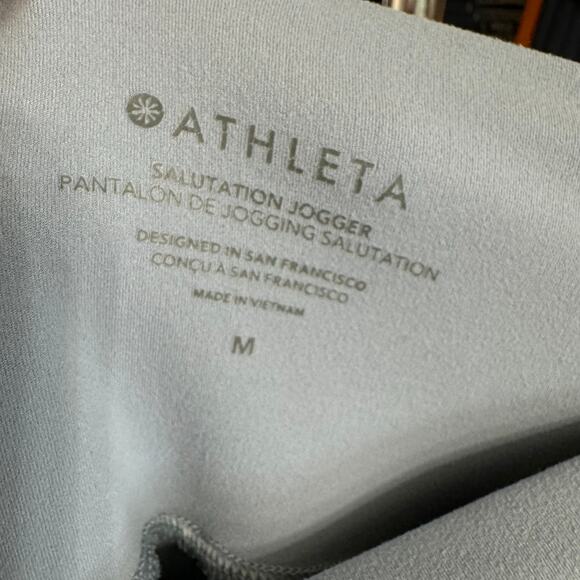 ATHLETA
SALUTATION JOGGER
PANTALON DE JOGGING SALUTATION
DESIGNED IN SAN FRANCISCO
CONÇU À SAN FRANCISCO
MADE IN VIETNAM
M